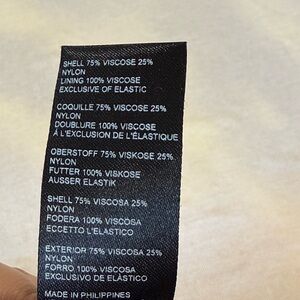 SHELL 75% VISCOSE 25%
NYLON
LINING 100% VISCOSE
EXCLUSIVE OF ELASTIC
COQUILLE 75% VISCOSE 25%
NYLON
DOUBLURE 100% VISCOSE
À L'EXCLUSION DE L'ÉLASTIQUE
OBERSTOFF 75% VISKOSE 25%
NYLON
FUTTER 100% VISKOSE
AUSSER ELASTIK
SHELL 75% VISCOSA 25%
NYLON
FODERA 100% VISCOSA
ECCETTO L'ELASTICO
EXTERIOR 75% VISCOSA 25%
NYLON
FORRO 100% VISCOSA
EXCLUSIVO DE ELÁSTICO
MADE IN PHILIPPINES